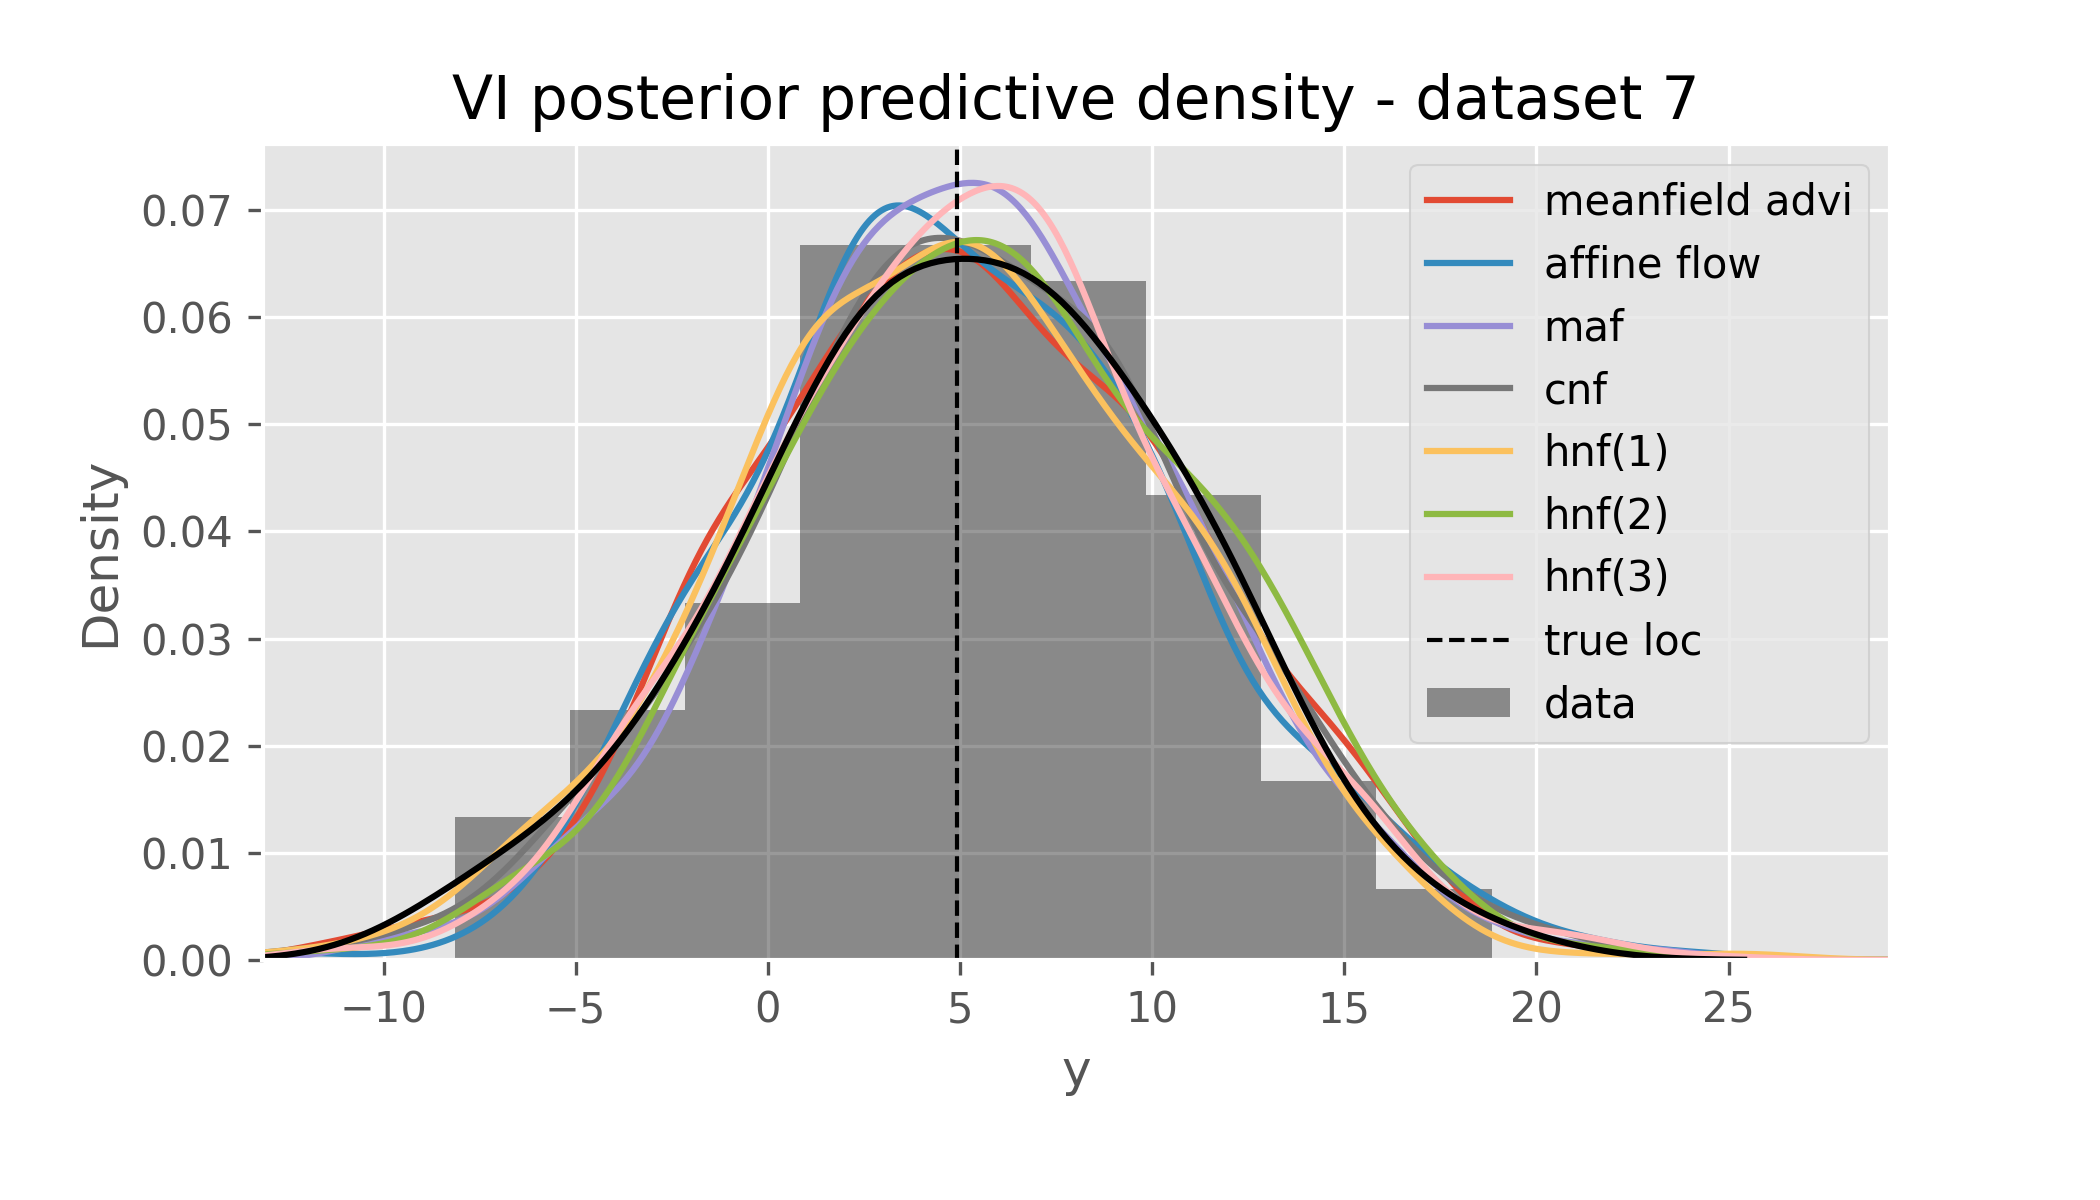 VI posterior predictive density - dataset 7
Density
0.07
0.06
0.05
0.04
0.03
0.02
0.01
0.00
meanfield advi
affine flow
maf
cnf
hnf(1)
hnf(2)
hnf(3)
true loc
data
−10 −5 0 5 10 15 20 25
y